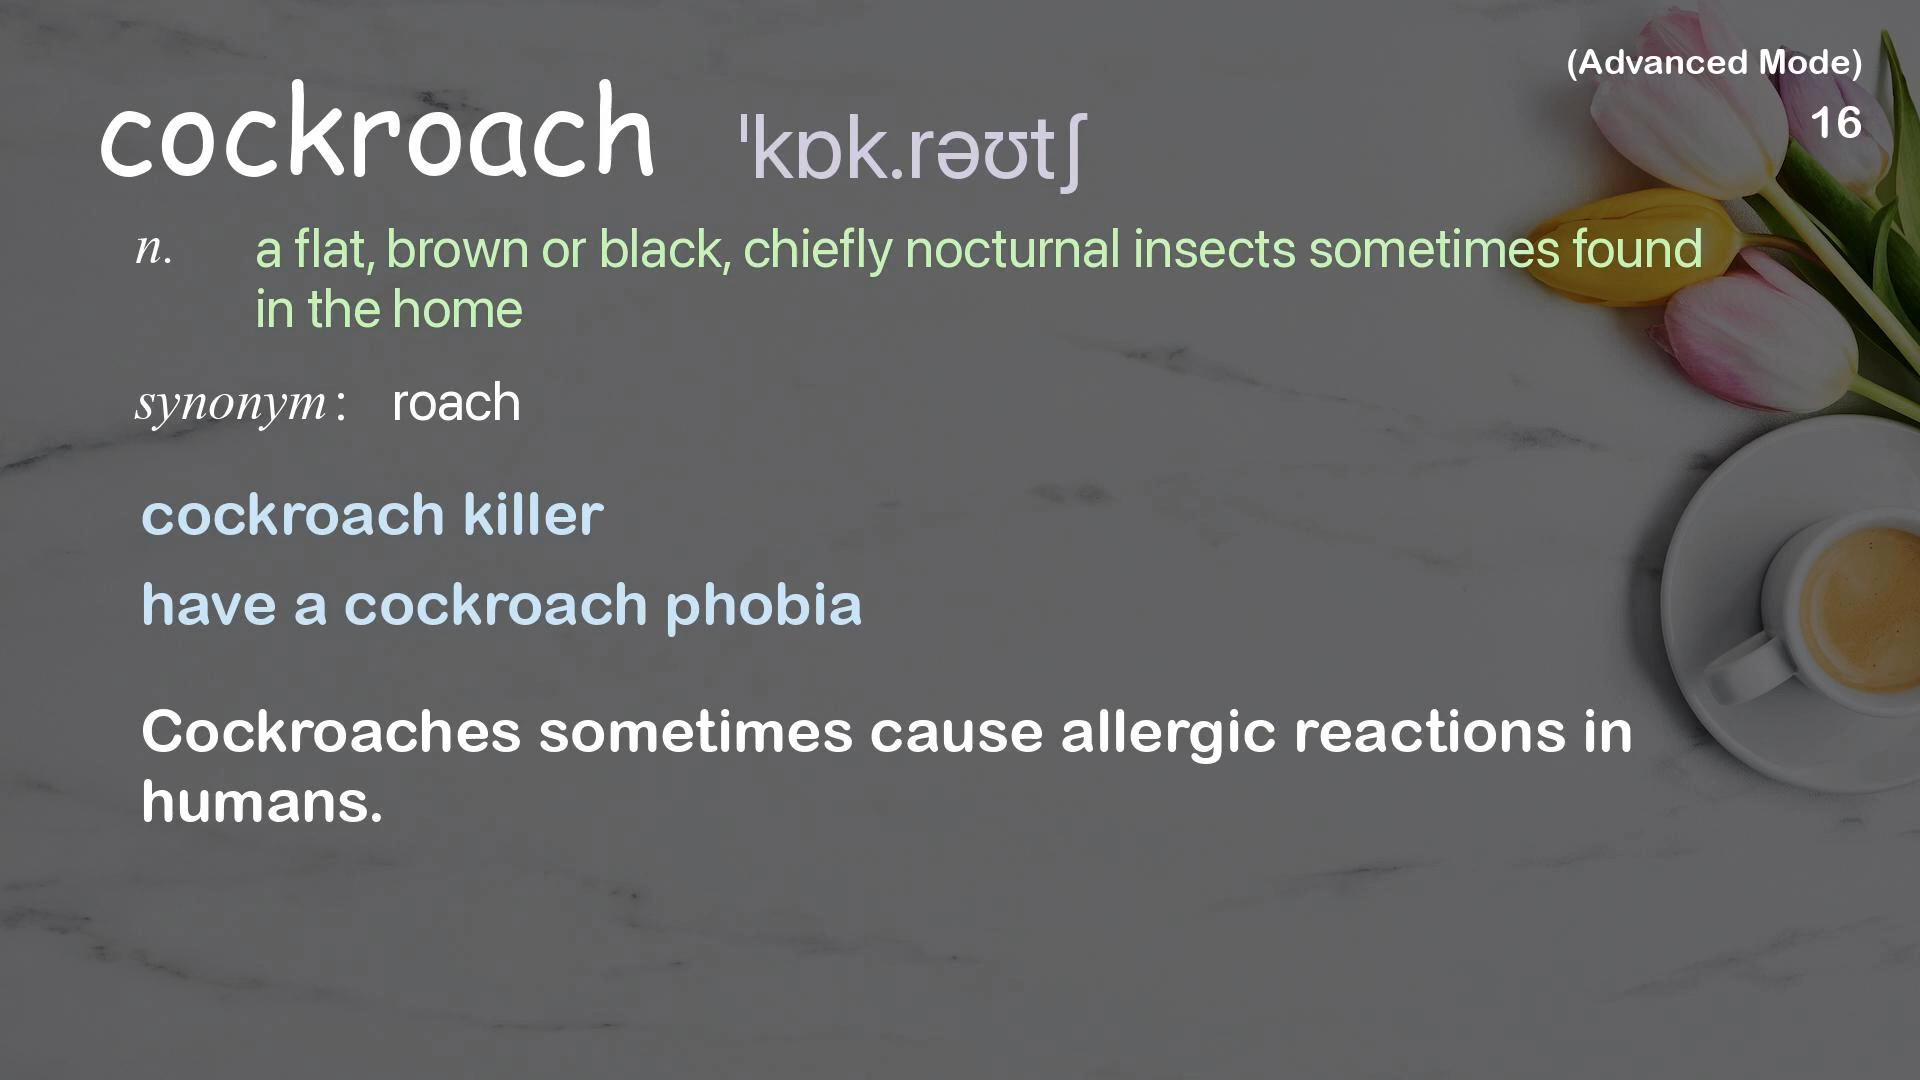 (Advanced Mode)
16
cockroach ˈkɒk.rəʊtʃ
n. a flat, brown or black, chiefly nocturnal insects sometimes found
in the home
synonym: roach
cockroach killer
have a cockroach phobia
Cockroaches sometimes cause allergic reactions in
humans.